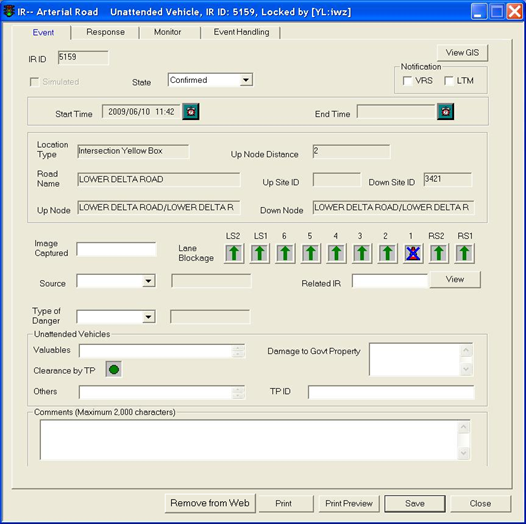 IR-- Arterial Road    Unattended Vehicle, IR ID: 5159, Locked by [YL:iwz]
Event Response Monitor Event Handling
View GIS
IR ID 5159
Notification
Simulated State Confirmed VRS LTM
Start Time 2009/06/10 11:42 End Time
Location Type Intersection Yellow Box Up Node Distance 2
Road Name LOWER DELTA ROAD Up Site ID Down Site ID 3421
Up Node LOWER DELTA ROAD/LOWER DELTA R Down Node LOWER DELTA ROAD/LOWER DELTA R
LS2 LS1 6 5 4 3 2 1 RS2 RS1
Image Captured Lane Blockage
Source Related IR View
Type of Danger
Unattended Vehicles
Valuables Damage to Govt Property
Clearance by TP
Others TP ID
Comments (Maximum 2,000 characters)
Remove from Web Print Print Preview Save Close